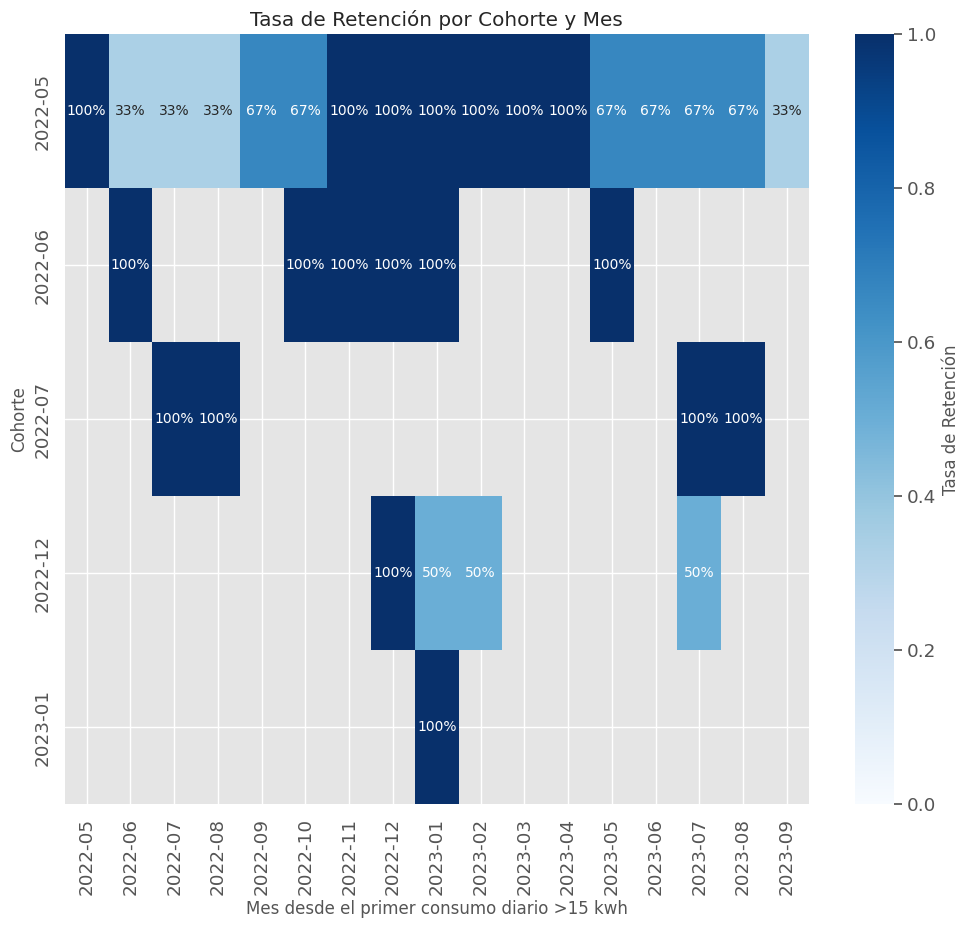 Tasa de Retención por Cohorte y Mes
Cohorte
2022-05
100% 33% 33% 33% 67% 67% 100% 100% 100% 100% 100% 100% 67% 67% 67% 67% 33%
2022-06
100% 100% 100% 100% 100% 100%
2022-07
100% 100% 100% 100%
2022-12
100% 50% 50% 50%
2023-01
100%
2022-05 2022-06 2022-07 2022-08 2022-09 2022-10 2022-11 2022-12 2023-01 2023-02 2023-03 2023-04 2023-05 2023-06 2023-07 2023-08 2023-09
Mes desde el primer consumo diario >15 kwh
1.0
0.8
0.6
0.4
0.2
0.0
Tasa de Retención